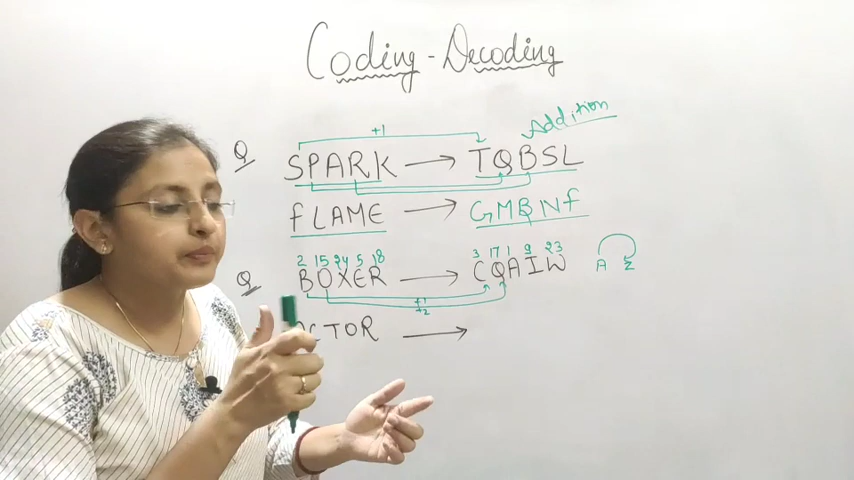 Coding-Decoding
Addition
+1
Q SPARK → TQBSL
FLAME → GMBNF
2 15 24 5 18 3 17 1 9 23
Q BOXER → CQAIW A Z
+1
+2
CTOR →